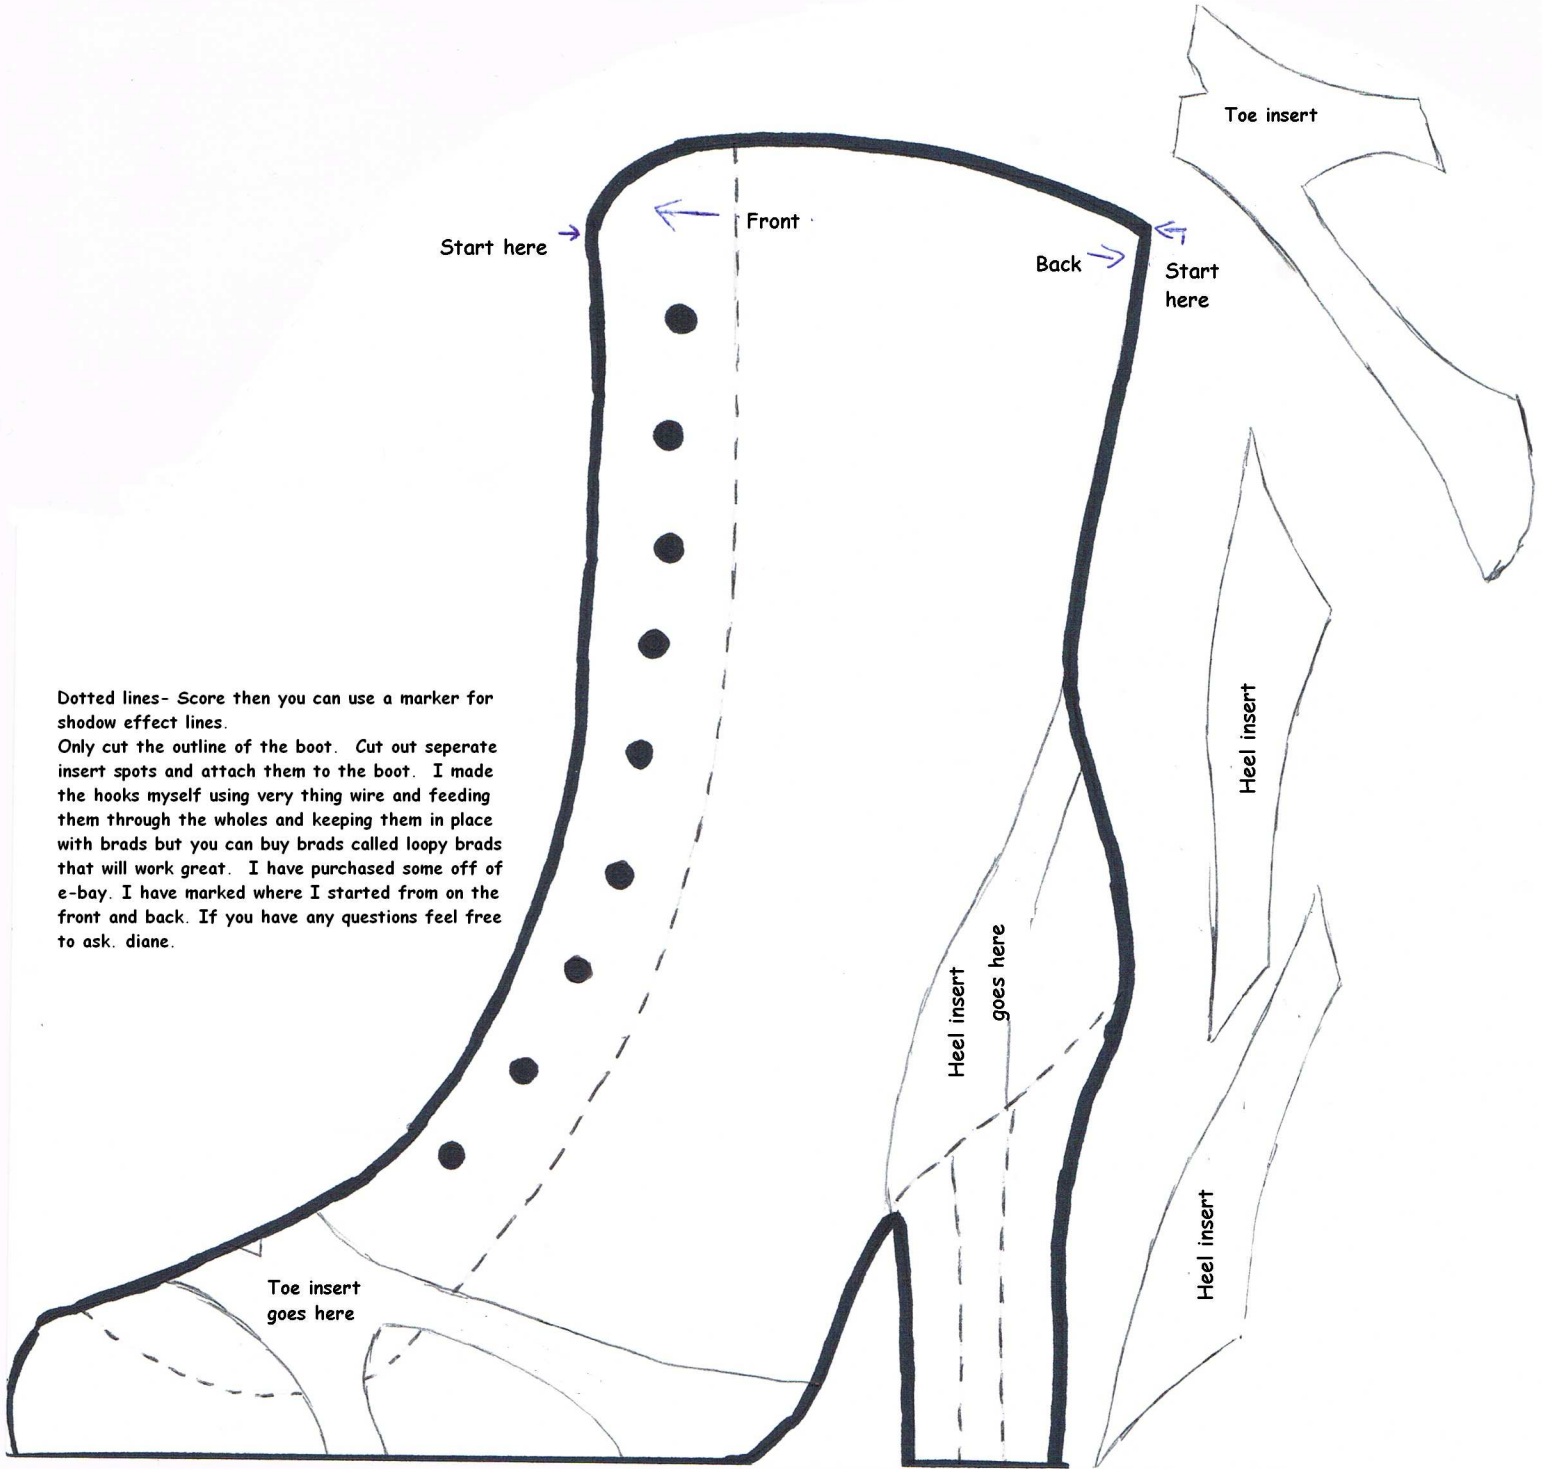 Toe insert
Front
Start here
Back
Start
here
Dotted lines- Score then you can use a marker for
shodow effect lines.
Only cut the outline of the boot.  Cut out seperate
insert spots and attach them to the boot.  I made
the hooks myself using very thing wire and feeding
them through the wholes and keeping them in place
with brads but you can buy brads called loopy brads
that will work great.  I have purchased some off of
e-bay. I have marked where I started from on the
front and back. If you have any questions feel free
to ask. diane.
Heel insert
Heel insert
goes here
Heel insert
Toe insert
goes here